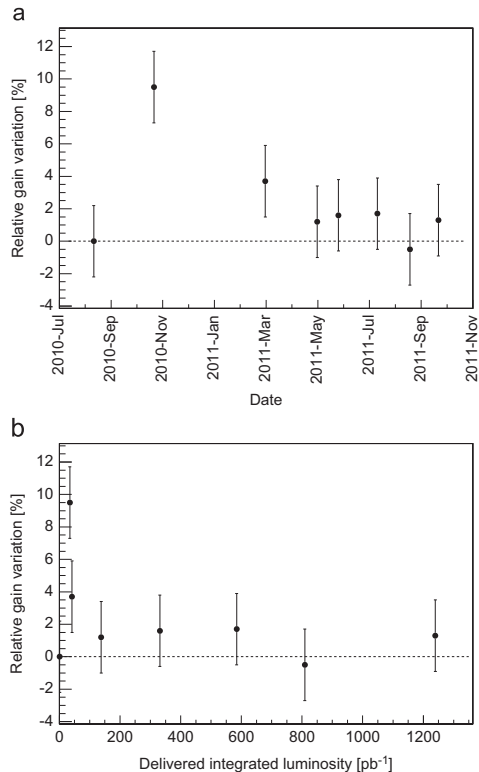 a
12
10
8
6
4
2
0
-2
-4
Relative gain variation [%]
2010-Jul
2010-Sep
2010-Nov
2011-Jan
2011-Mar
2011-May
2011-Jul
2011-Sep
2011-Nov
Date
b
12
10
8
6
4
2
0
-2
-4
Relative gain variation [%]
0 200 400 600 800 1000 1200
Delivered integrated luminosity [pb⁻¹]